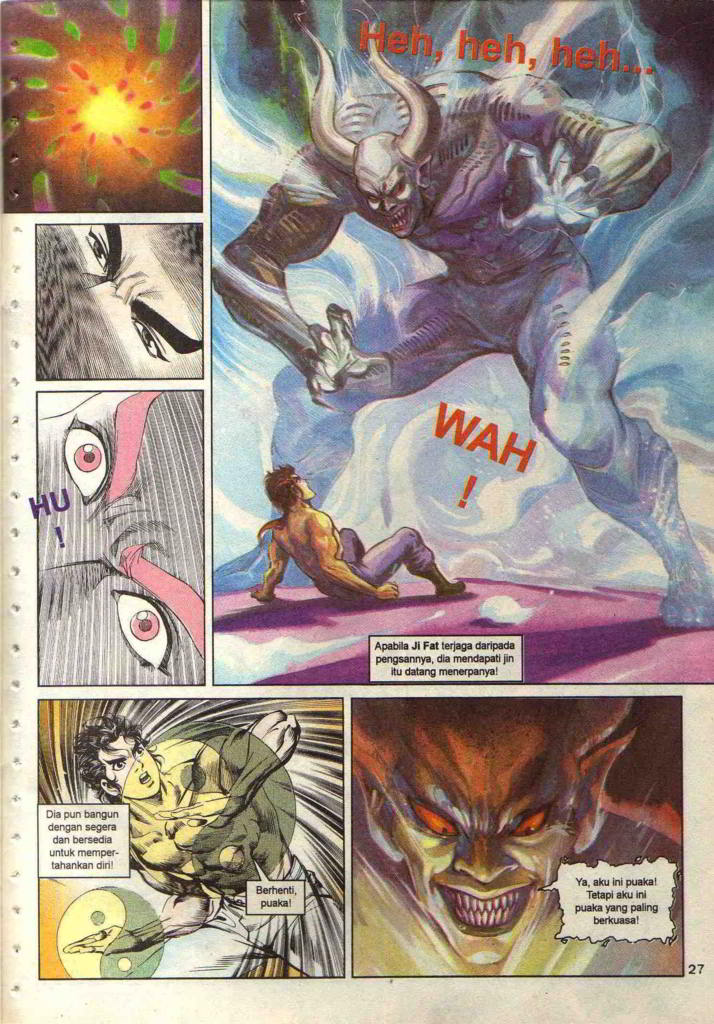 Heh, heh, heh...
HU
!
WAH
!
Apabila Ji Fat terjaga daripada
pengsannya, dia mendapati jin
itu datang menerpanya!
Dia pun bangun
dengan segera
dan bersedia
untuk memper-
tahankan diri!
Berhenti,
puaka!
Ya, aku ini puaka!
Tetapi aku ini
puaka yang paling
berkuasa!
27